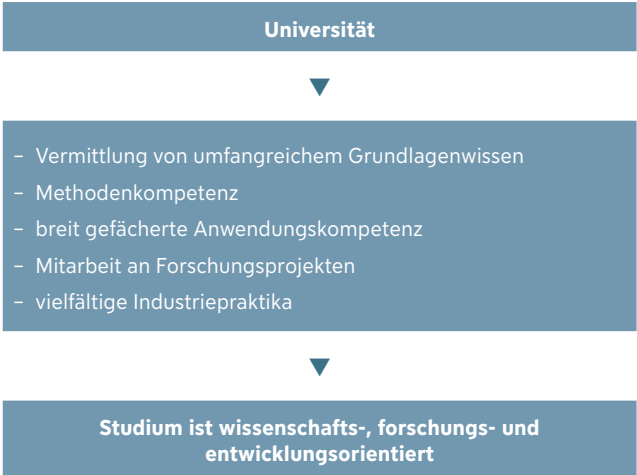 Universität
– Vermittlung von umfangreichem Grundlagenwissen
– Methodenkompetenz
– breit gefächerte Anwendungskompetenz
– Mitarbeit an Forschungsprojekten
– vielfältige Industriepraktika
Studium ist wissenschafts-, forschungs- und
entwicklungsorientiert